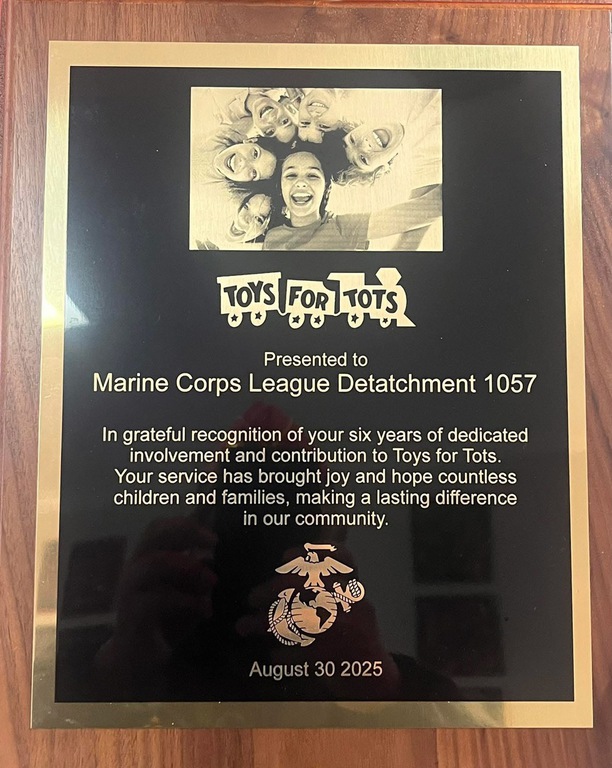 TOYS FOR TOTS
Presented to
Marine Corps League Detatchment 1057
In grateful recognition of your six years of dedicated
involvement and contribution to Toys for Tots.
Your service has brought joy and hope countless
children and families, making a lasting difference
in our community.
August 30 2025